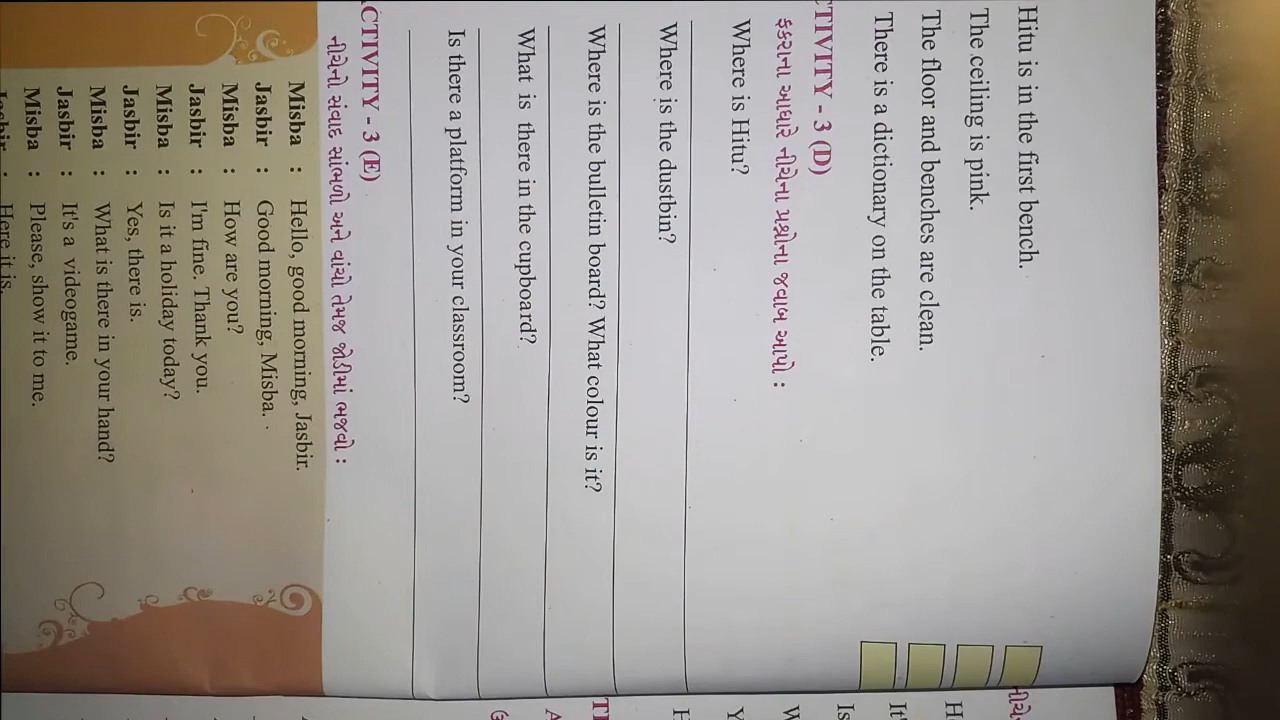 Hitu is in the first bench.
The ceiling is pink.
The floor and benches are clean.
There is a dictionary on the table.
CTIVITY - 3 (D)
ફકરાના આધારે નીચેના પ્રશ્નોના જવાબ આપો :
Where is Hitu?
Where is the dustbin?
Where is the bulletin board? What colour is it?
What is there in the cupboard?
Is there a platform in your classroom?
CTIVITY - 3 (E)
નીચેનો સંવાદ સાંભળો અને વાંચો તેમજ જોડીમાં ભજવો :
Misba : Hello, good morning, Jasbir.
Jasbir : Good morning, Misba.
Misba : How are you?
Jasbir : I'm fine. Thank you.
Misba : Is it a holiday today?
Jasbir : Yes, there is.
Misba : What is there in your hand?
Jasbir : It's a videogame.
Misba : Please, show it to me.
Jasbir : Here it is.